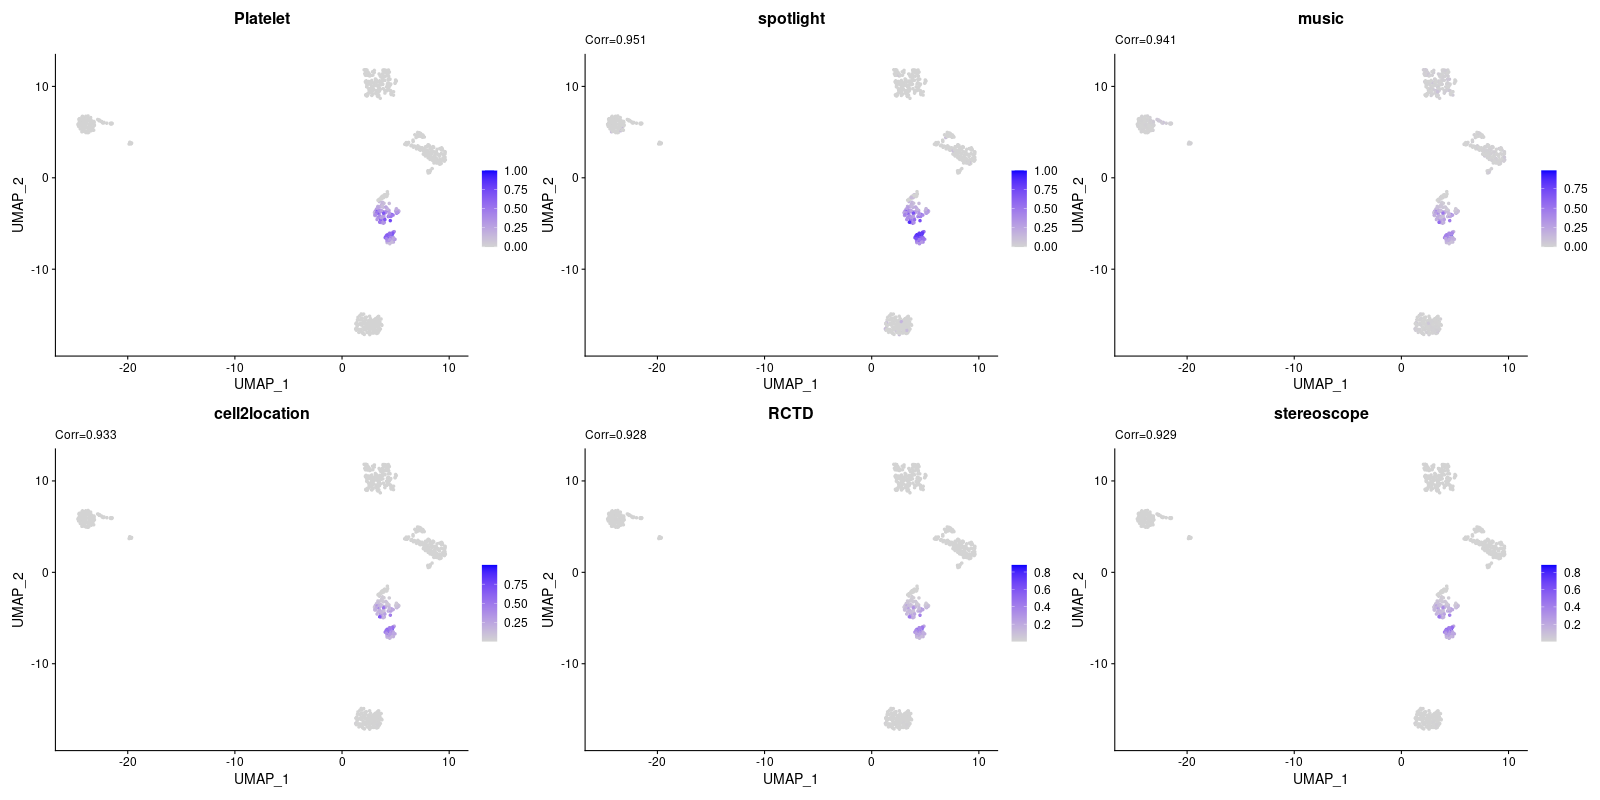 Platelet
10
0
-10
-20
-10
0
10
UMAP_1
UMAP_2
1.00
0.75
0.50
0.25
0.00
spotlight
Corr=0.951
10
0
-10
-20
-10
0
10
UMAP_1
UMAP_2
1.00
0.75
0.50
0.25
0.00
music
Corr=0.941
10
0
-10
-20
-10
0
10
UMAP_1
UMAP_2
0.75
0.50
0.25
0.00
cell2location
Corr=0.933
10
0
-10
-20
-10
0
10
UMAP_1
UMAP_2
0.75
0.50
0.25
RCTD
Corr=0.928
10
0
-10
-20
-10
0
10
UMAP_1
UMAP_2
0.8
0.6
0.4
0.2
stereoscope
Corr=0.929
10
0
-10
-20
-10
0
10
UMAP_1
UMAP_2
0.8
0.6
0.4
0.2